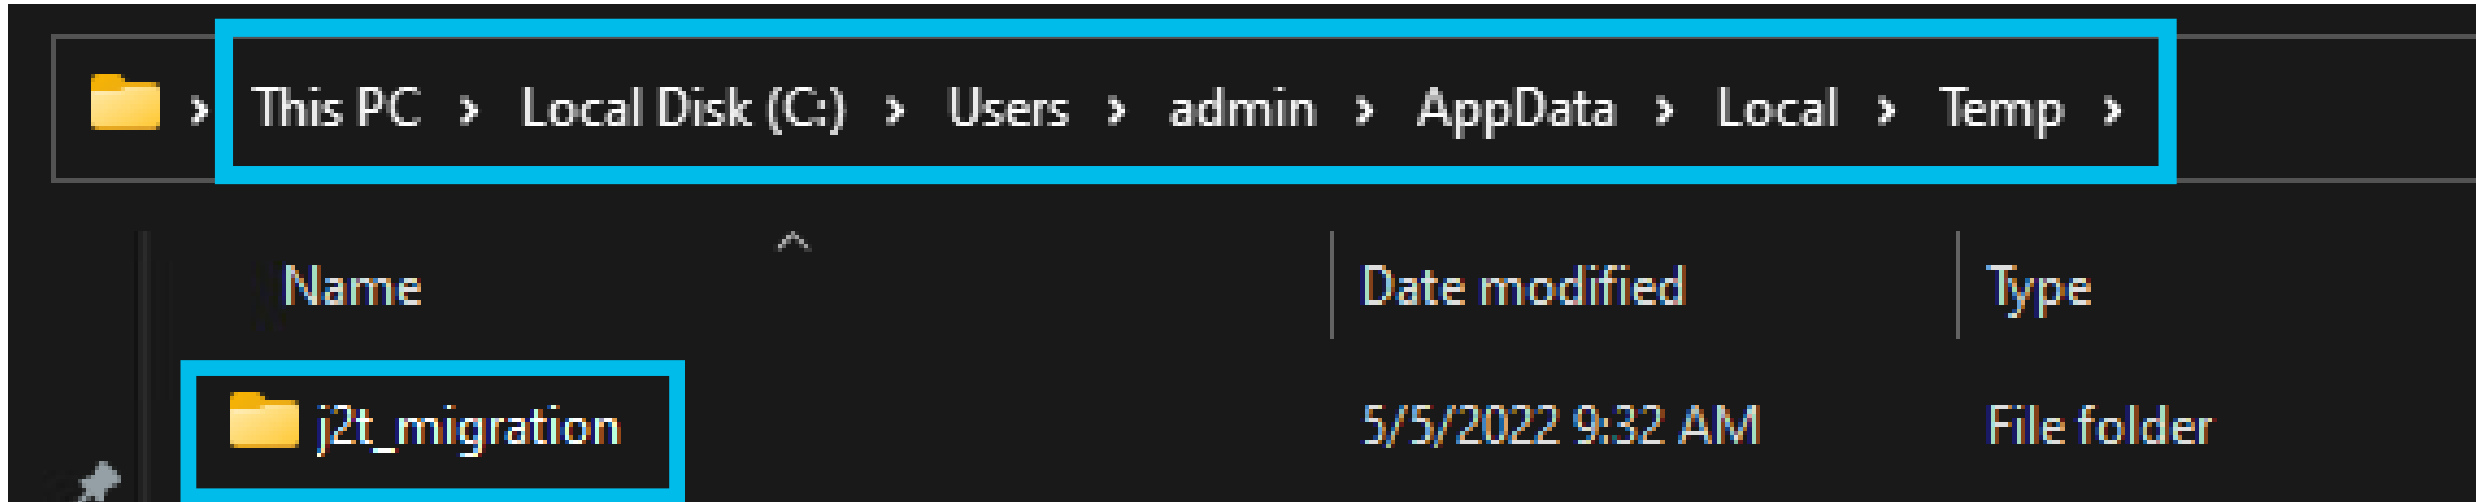 This PC › Local Disk (C:) › Users › admin › AppData › Local › Temp ›
Name Date modified Type
j2t_migration 5/5/2022 9:32 AM File folder